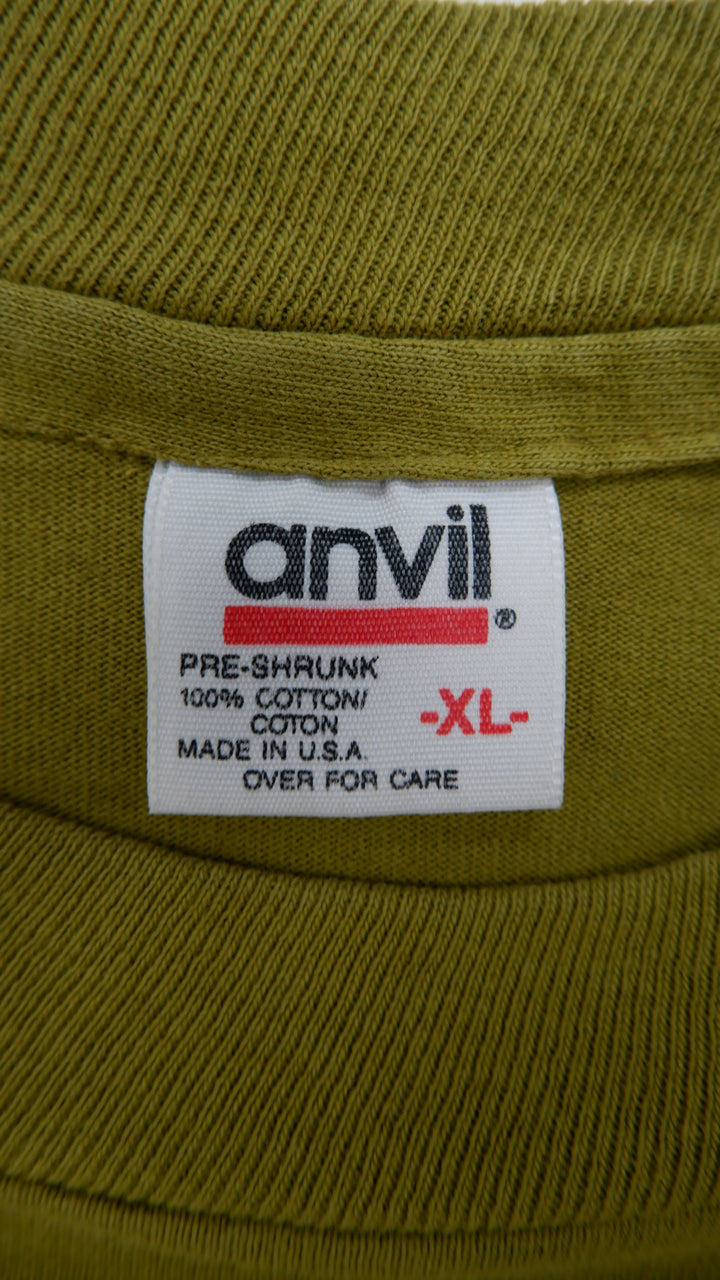 anvil®
PRE-SHRUNK
100% COTTON/
COTON
-XL-
MADE IN U.S.A.
OVER FOR CARE